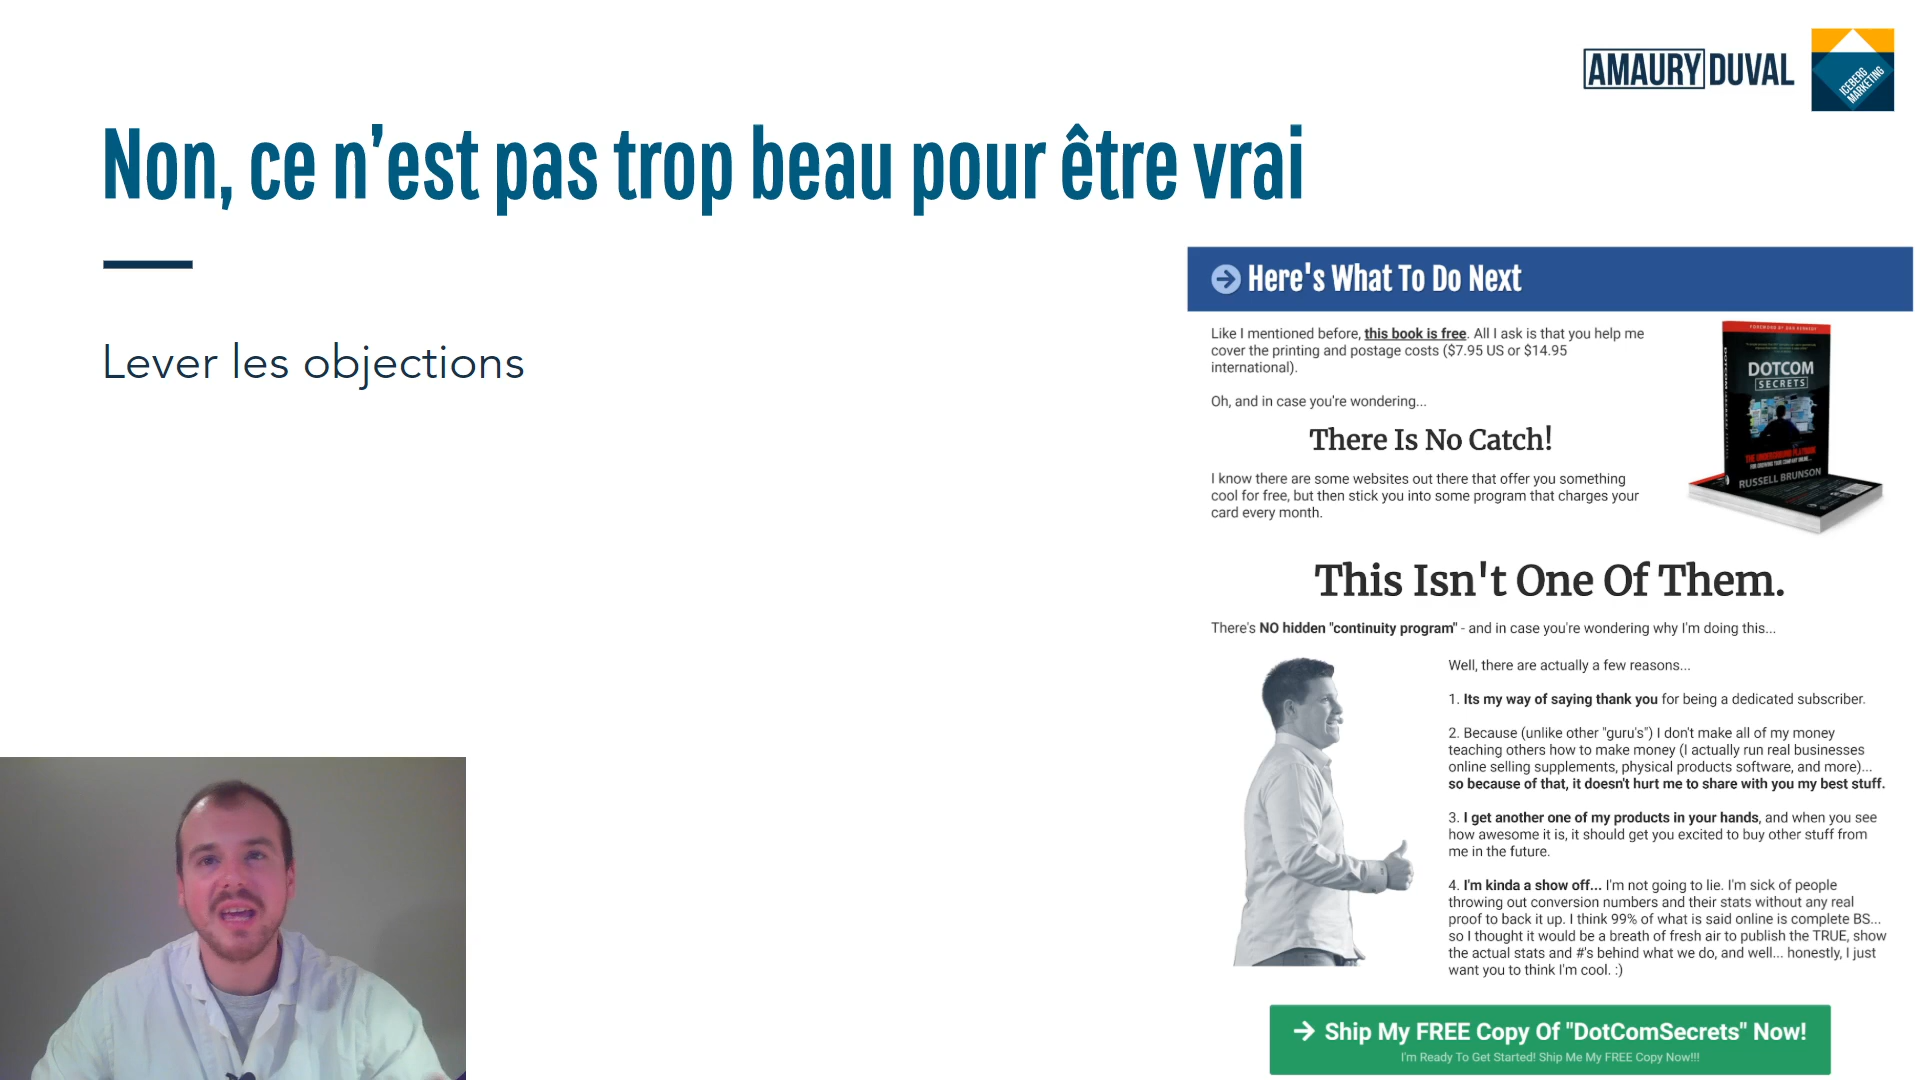 AMAURY DUVAL
ICEBERG
MARKETING
Non, ce n’est pas trop beau pour être vrai
Lever les objections
Here's What To Do Next
Like I mentioned before, this book is free. All I ask is that you help me
cover the printing and postage costs ($7.95 US or $14.95
international).
Oh, and in case you're wondering...
There Is No Catch!
I know there are some websites out there that offer you something
cool for free, but then stick you into some program that charges your
card every month.
FOREWORD BY DAN KENNEDY
DOTCOM
SECRETS
THE UNDERGROUND PLAYBOOK
FOR GROWING YOUR COMPANY ONLINE...
RUSSELL BRUNSON
This Isn't One Of Them.
There's NO hidden "continuity program" - and in case you're wondering why I'm doing this...
Well, there are actually a few reasons...
1. Its my way of saying thank you for being a dedicated subscriber.
2. Because (unlike other "guru's") I don't make all of my money
teaching others how to make money (I actually run real businesses
online selling supplements, physical products software, and more)...
so because of that, it doesn't hurt me to share with you my best stuff.
3. I get another one of my products in your hands, and when you see
how awesome it is, it should get you excited to buy other stuff from
me in the future.
4. I'm kinda a show off... I'm not going to lie. I'm sick of people
throwing out conversion numbers and their stats without any real
proof to back it up. I think 99% of what is said online is complete BS...
so I thought it would be a breath of fresh air to publish the TRUE, show
the actual stats and #'s behind what we do, and well... honestly, I just
want you to think I'm cool. :)
Ship My FREE Copy Of "DotComSecrets" Now!
I'm Ready To Get Started! Ship Me My FREE Copy Now!!!